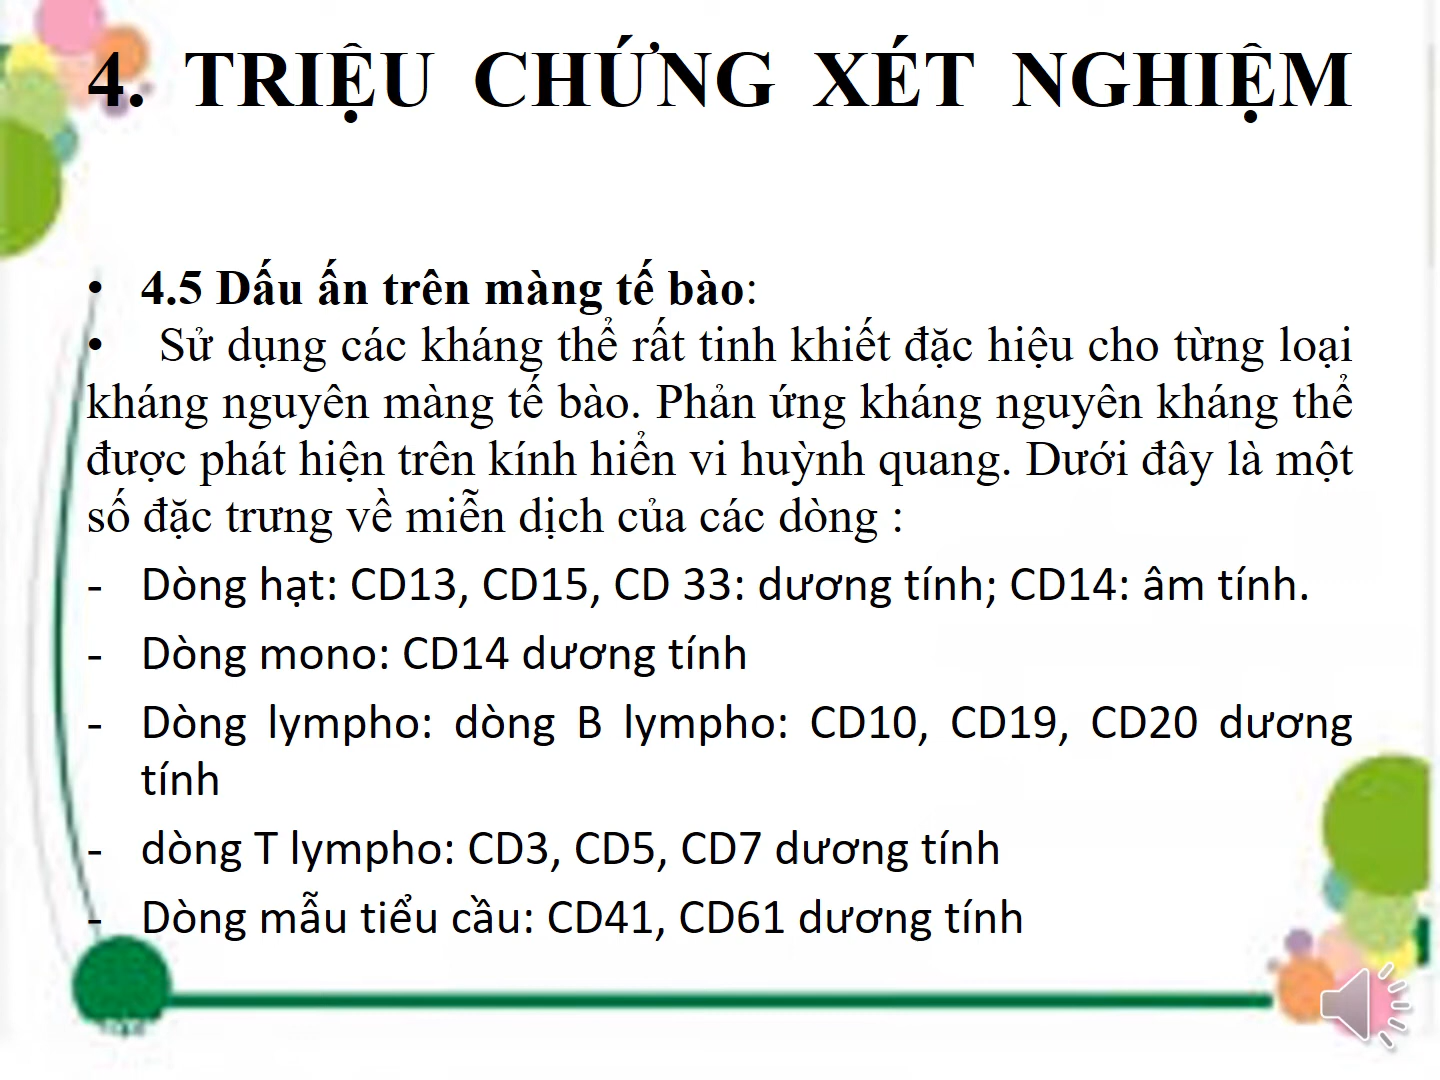 4. TRIỆU CHỨNG XÉT NGHIỆM
• 4.5 Dấu ấn trên màng tế bào:
• Sử dụng các kháng thể rất tinh khiết đặc hiệu cho từng loại
kháng nguyên màng tế bào. Phản ứng kháng nguyên kháng thể
được phát hiện trên kính hiển vi huỳnh quang. Dưới đây là một
số đặc trưng về miễn dịch của các dòng :
- Dòng hạt: CD13, CD15, CD 33: dương tính; CD14: âm tính.
- Dòng mono: CD14 dương tính
- Dòng lympho: dòng B lympho: CD10, CD19, CD20 dương
tính
- dòng T lympho: CD3, CD5, CD7 dương tính
- Dòng mẫu tiểu cầu: CD41, CD61 dương tính